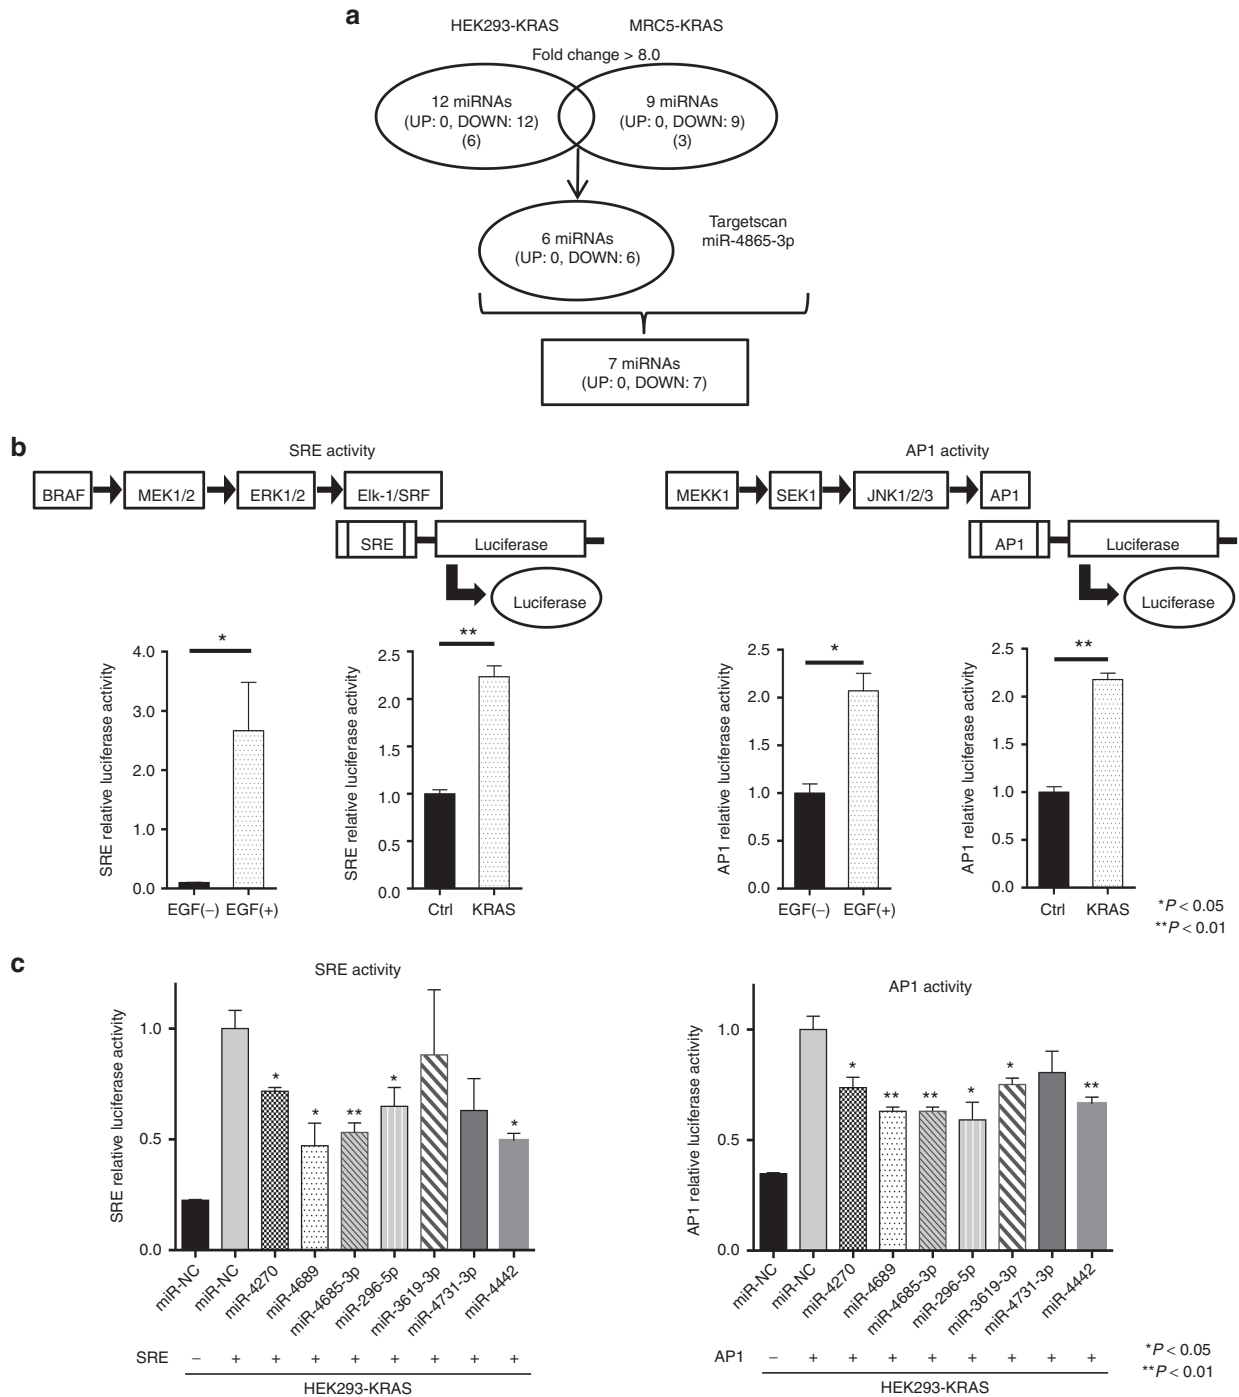 a
HEK293-KRAS
MRC5-KRAS
Fold change > 8.0
12 miRNAs
(UP: 0, DOWN: 12)
(6)
9 miRNAs
(UP: 0, DOWN: 9)
(3)
6 miRNAs
(UP: 0, DOWN: 6)
Targetscan
miR-4865-3p
7 miRNAs
(UP: 0, DOWN: 7)
b
SRE activity
BRAF
MEK1/2
ERK1/2
Elk-1/SRF
SRE
Luciferase
Luciferase
AP1 activity
MEKK1
SEK1
JNK1/2/3
AP1
AP1
Luciferase
Luciferase
SRE relative luciferase activity
4.0
3.0
2.0
1.0
0.0
*
EGF(−)
EGF(+)
SRE relative luciferase activity
2.5
2.0
1.5
1.0
0.5
0.0
**
Ctrl
KRAS
AP1 relative luciferase activity
2.5
2.0
1.5
1.0
0.5
0.0
*
EGF(−)
EGF(+)
AP1 relative luciferase activity
2.5
2.0
1.5
1.0
0.5
0.0
**
Ctrl
KRAS
*P < 0.05
**P < 0.01
c
SRE activity
SRE relative luciferase activity
1.0
0.5
0.0
*
*
**
*
*
miR-NC
miR-NC
miR-4270
miR-4689
miR-4685-3p
miR-296-5p
miR-3619-3p
miR-4731-3p
miR-4442
SRE − + + + + + + + +
HEK293-KRAS
AP1 activity
AP1 relative luciferase activity
1.0
0.5
0.0
*
**
**
*
*
**
miR-NC
miR-NC
miR-4270
miR-4689
miR-4685-3p
miR-296-5p
miR-3619-3p
miR-4731-3p
miR-4442
AP1 − + + + + + + + +
HEK293-KRAS
*P < 0.05
**P < 0.01